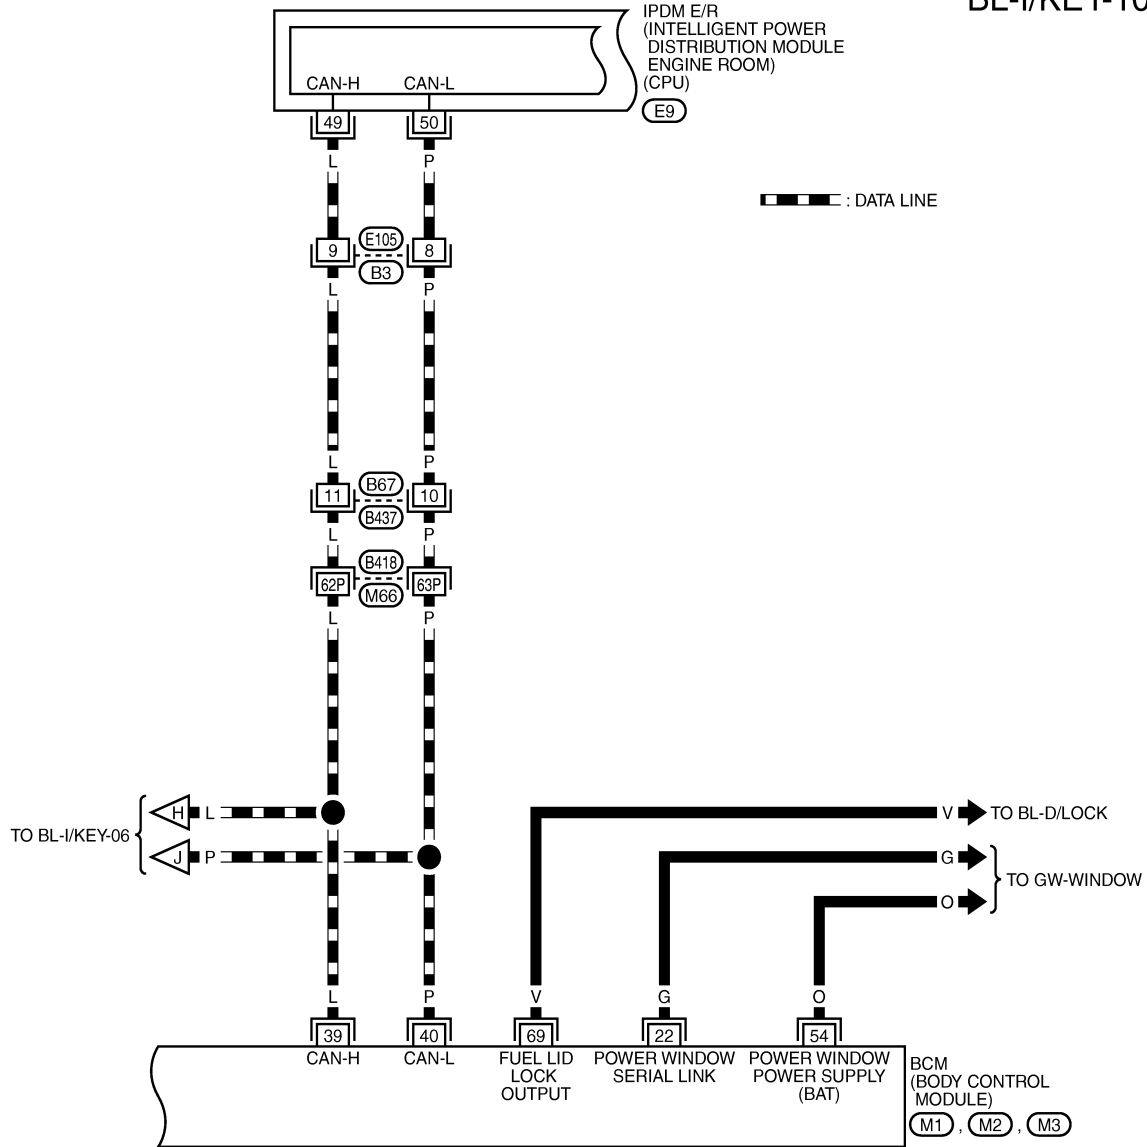 BL-I/KEY-10
IPDM E/R
(INTELLIGENT POWER
DISTRIBUTION MODULE
ENGINE ROOM)
(CPU)
E9
CAN-H CAN-L
49 50
L P
: DATA LINE
9 E105 8
B3
L P
L P
11 B67 10
B437
L P
B418
62P 63P
M66
L P
H L
TO BL-I/KEY-06
J P
V TO BL-D/LOCK
G
TO GW-WINDOW
O
L P V G O
39 40 69 22 54
CAN-H CAN-L
FUEL LID
LOCK
OUTPUT
POWER WINDOW
SERIAL LINK
POWER WINDOW
POWER SUPPLY
(BAT)
BCM
(BODY CONTROL
MODULE)
M1 , M2 , M3